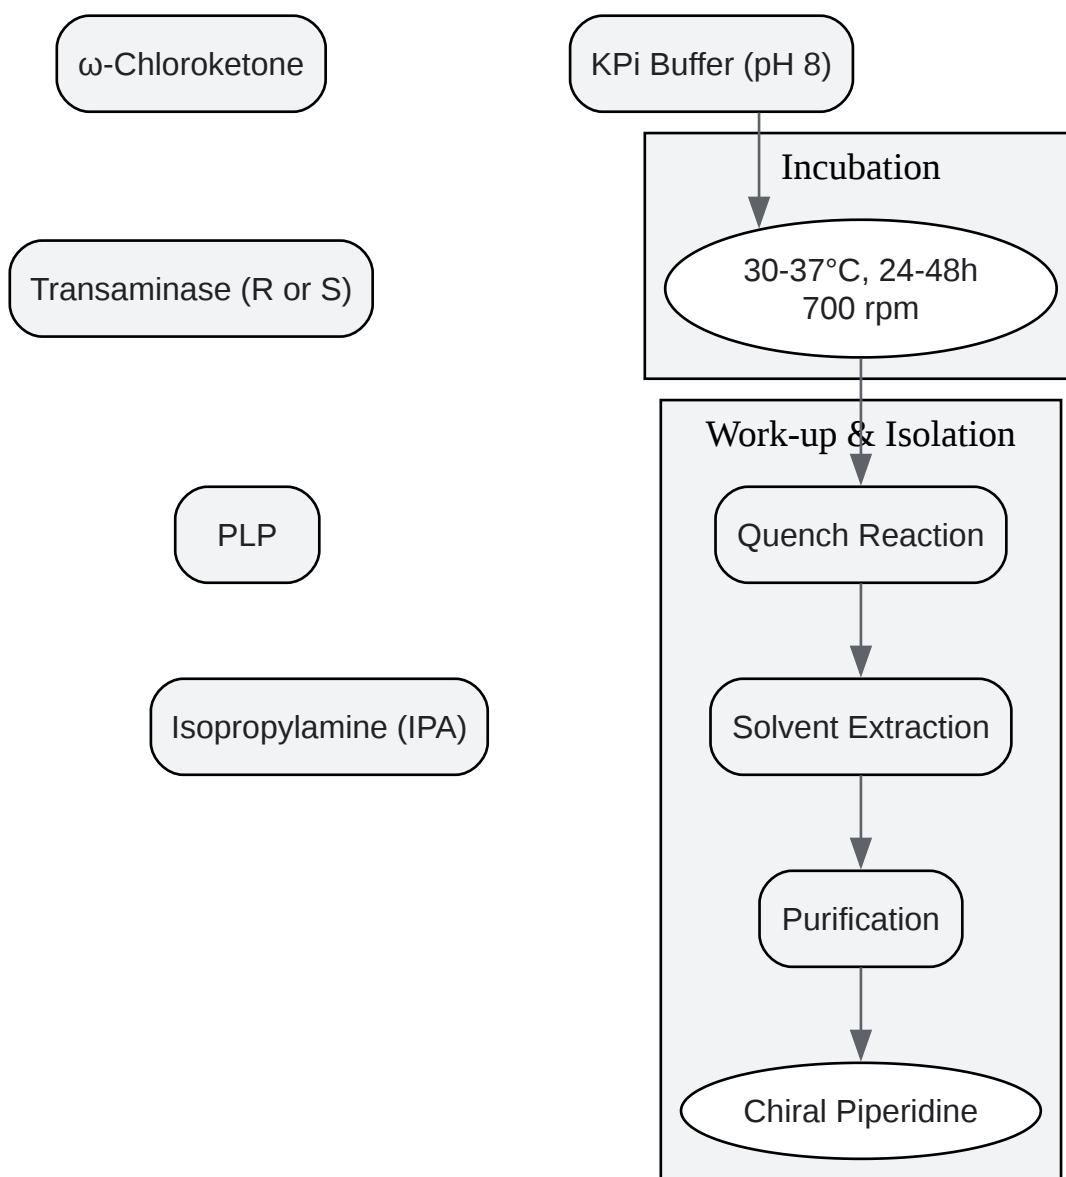 ω-Chloroketone
KPi Buffer (pH 8)
Incubation
Transaminase (R or S)
30-37°C, 24-48h
700 rpm
Work-up & Isolation
PLP
Quench Reaction
Isopropylamine (IPA)
Solvent Extraction
Purification
Chiral Piperidine